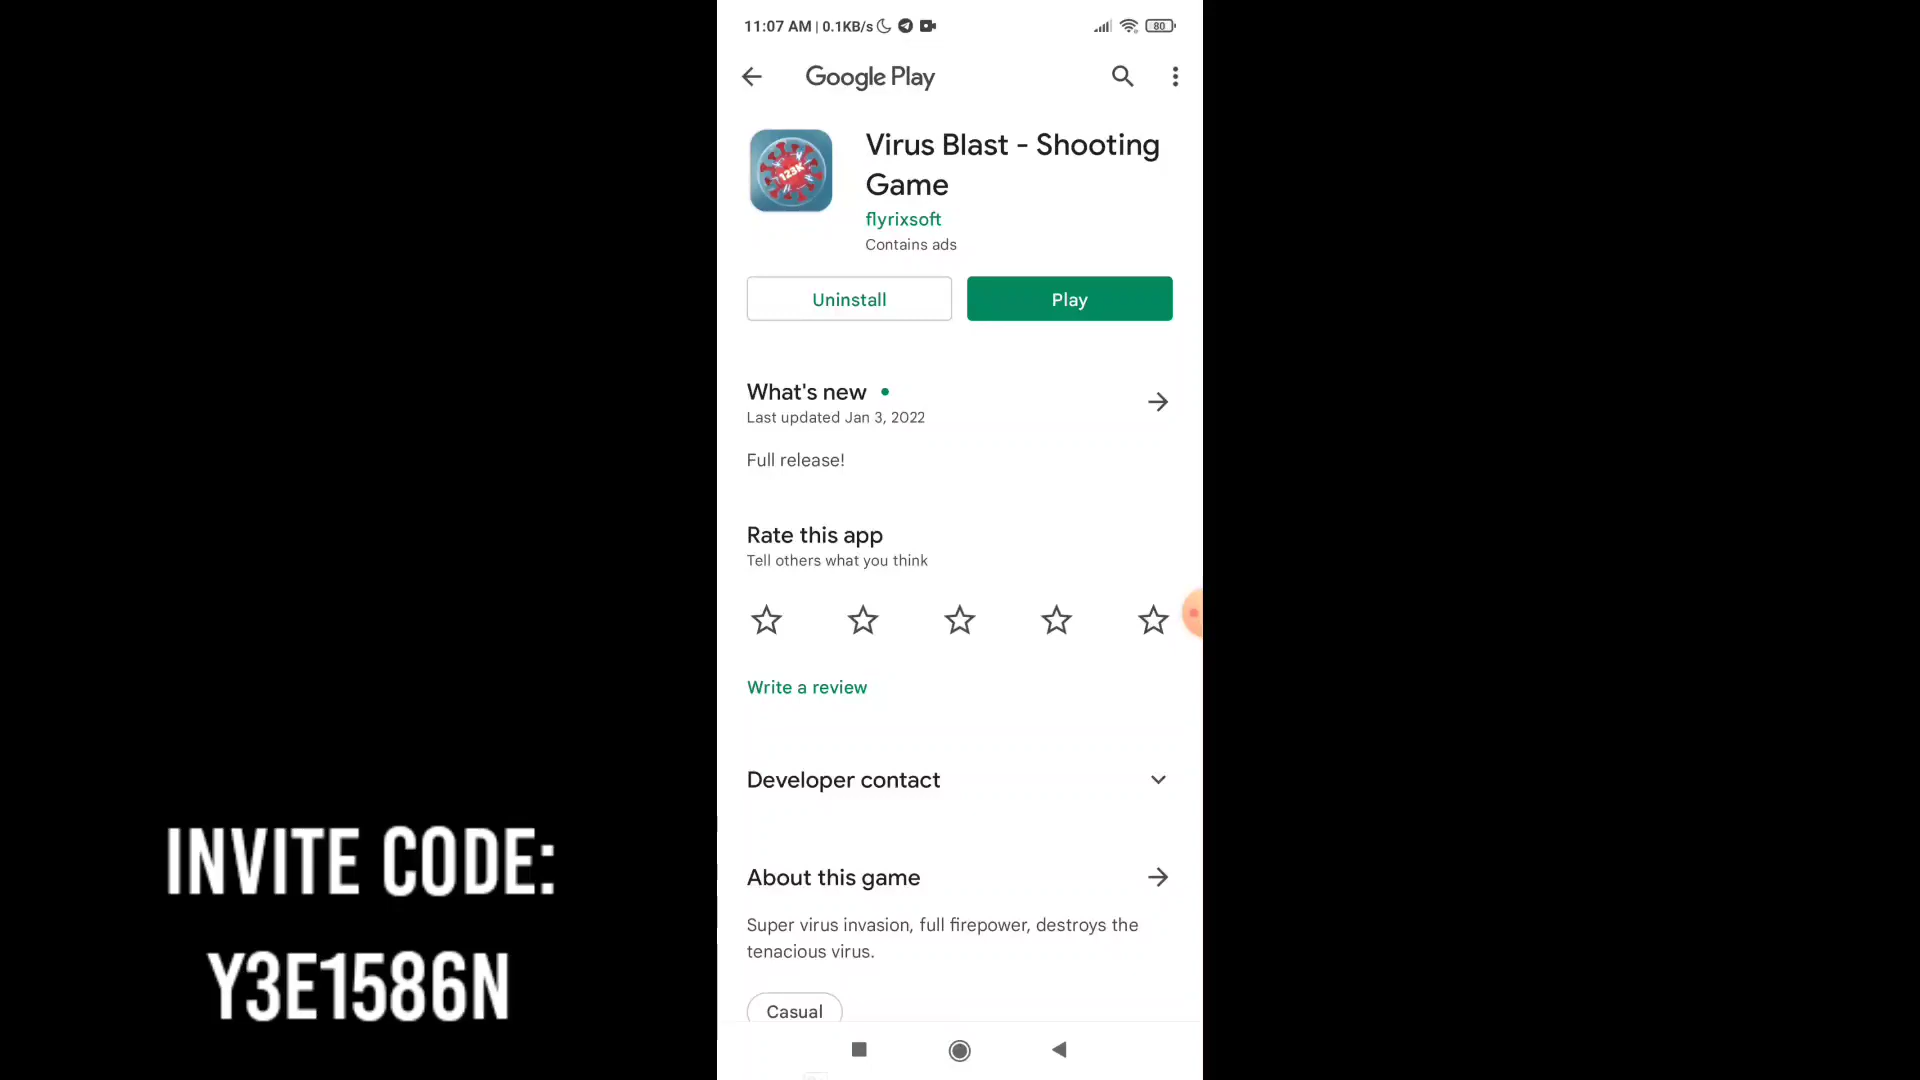 11:07 AM | 0.1KB/s
80
Google Play
123K
Virus Blast - Shooting
Game
flyrixsoft
Contains ads
Uninstall
Play
What's new
Last updated Jan 3, 2022
Full release!
Rate this app
Tell others what you think
Write a review
Developer contact
About this game
Super virus invasion, full firepower, destroys the
tenacious virus.
Casual
INVITE CODE:
Y3E1586N